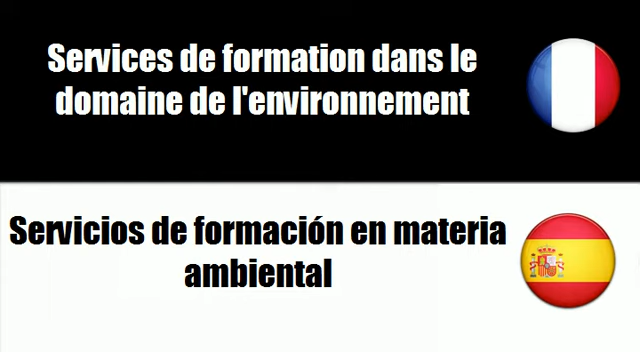 Services de formation dans le
domaine de l'environnement
Servicios de formación en materia
ambiental